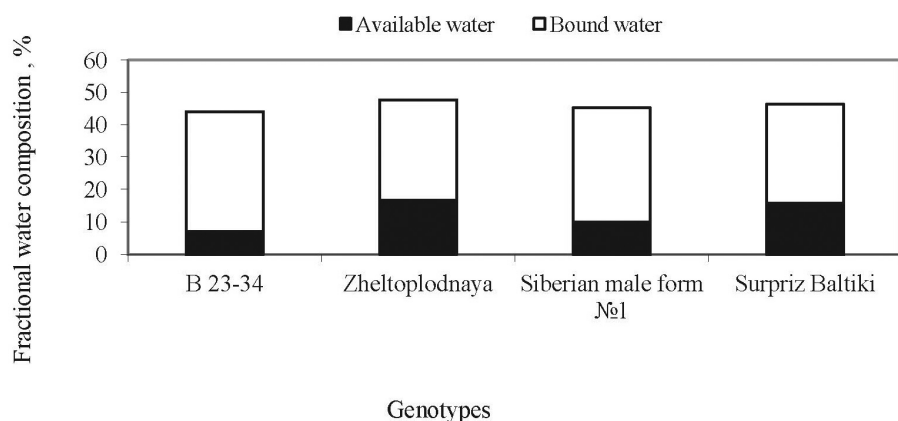 Available water Bound water
Fractional water composition , %
60
50
40
30
20
10
0
B 23-34 Zheltoplodnaya Siberian male form Surpriz Baltiki
№1
Genotypes